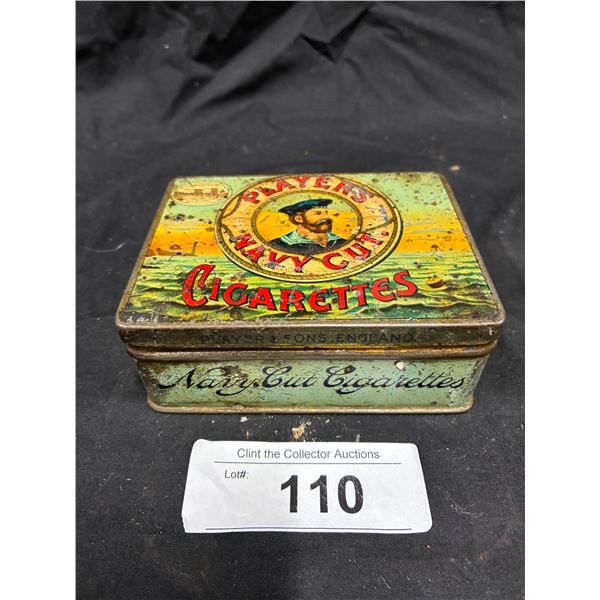 PLAYER'S
NAVY CUT.
CIGARETTES
PLAYER & SONS, ENGLAND.
Navy Cut Cigarettes
Clint the Collector Auctions
Lot#:
110